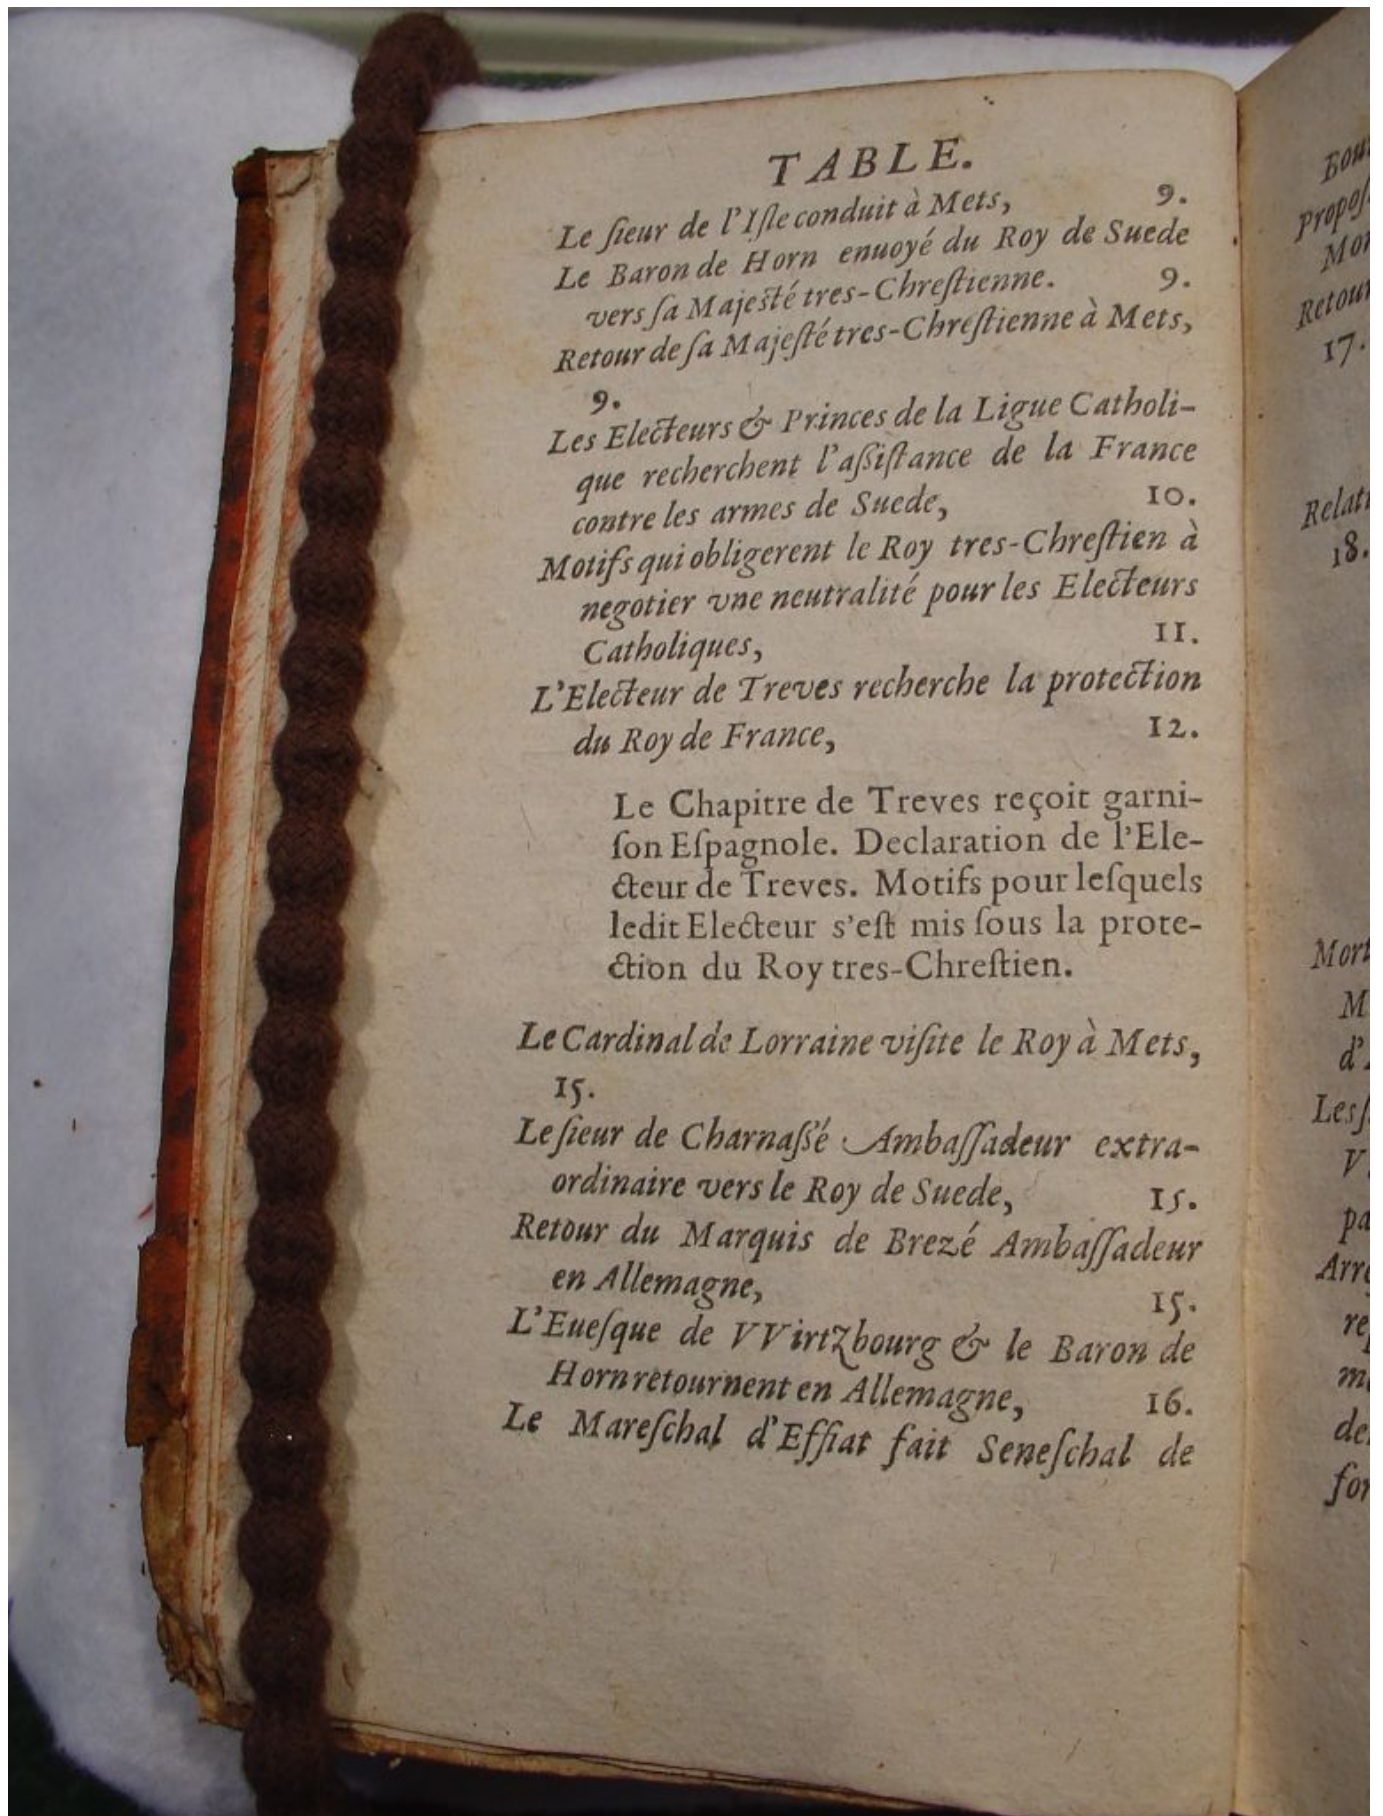 TABLE.
Le ſieur de l'Iſle conduit à Mets, 9.
Le Baron de Horn enuoyé du Roy de Suede
vers ſa Majeſté tres-Chreſtienne. 9.
Retour de ſa Majeſté tres-Chreſtienne à Mets,
9.
Les Electeurs & Princes de la Ligue Catholi-
que recherchent l'aſſiſtance de la France
contre les armes de Suede, 10.
Motifs qui obligerent le Roy tres-Chreſtien à
negotier vne neutralité pour les Electeurs
Catholiques, 11.
L'Electeur de Treves recherche la protection
du Roy de France, 12.
Le Chapitre de Treves reçoit garni-
ſon Eſpagnole. Declaration de l'Ele-
cteur de Treves. Motifs pour leſquels
ledit Electeur s'eſt mis ſous la prote-
ction du Roy tres-Chreſtien.
Le Cardinal de Lorraine viſite le Roy à Mets,
15.
Le ſieur de Charnaſſé Ambaſſadeur extra-
ordinaire vers le Roy de Suede, 15.
Retour du Marquis de Brezé Ambaſſadeur
en Allemagne, 15.
L'Eueſque de VVirtzbourg & le Baron de
Horn retournent en Allemagne, 16.
Le Mareſchal d'Effiat fait Seneſchal de
Retour
17.
18.
Mort
M
d'
V
pa
re
de
for